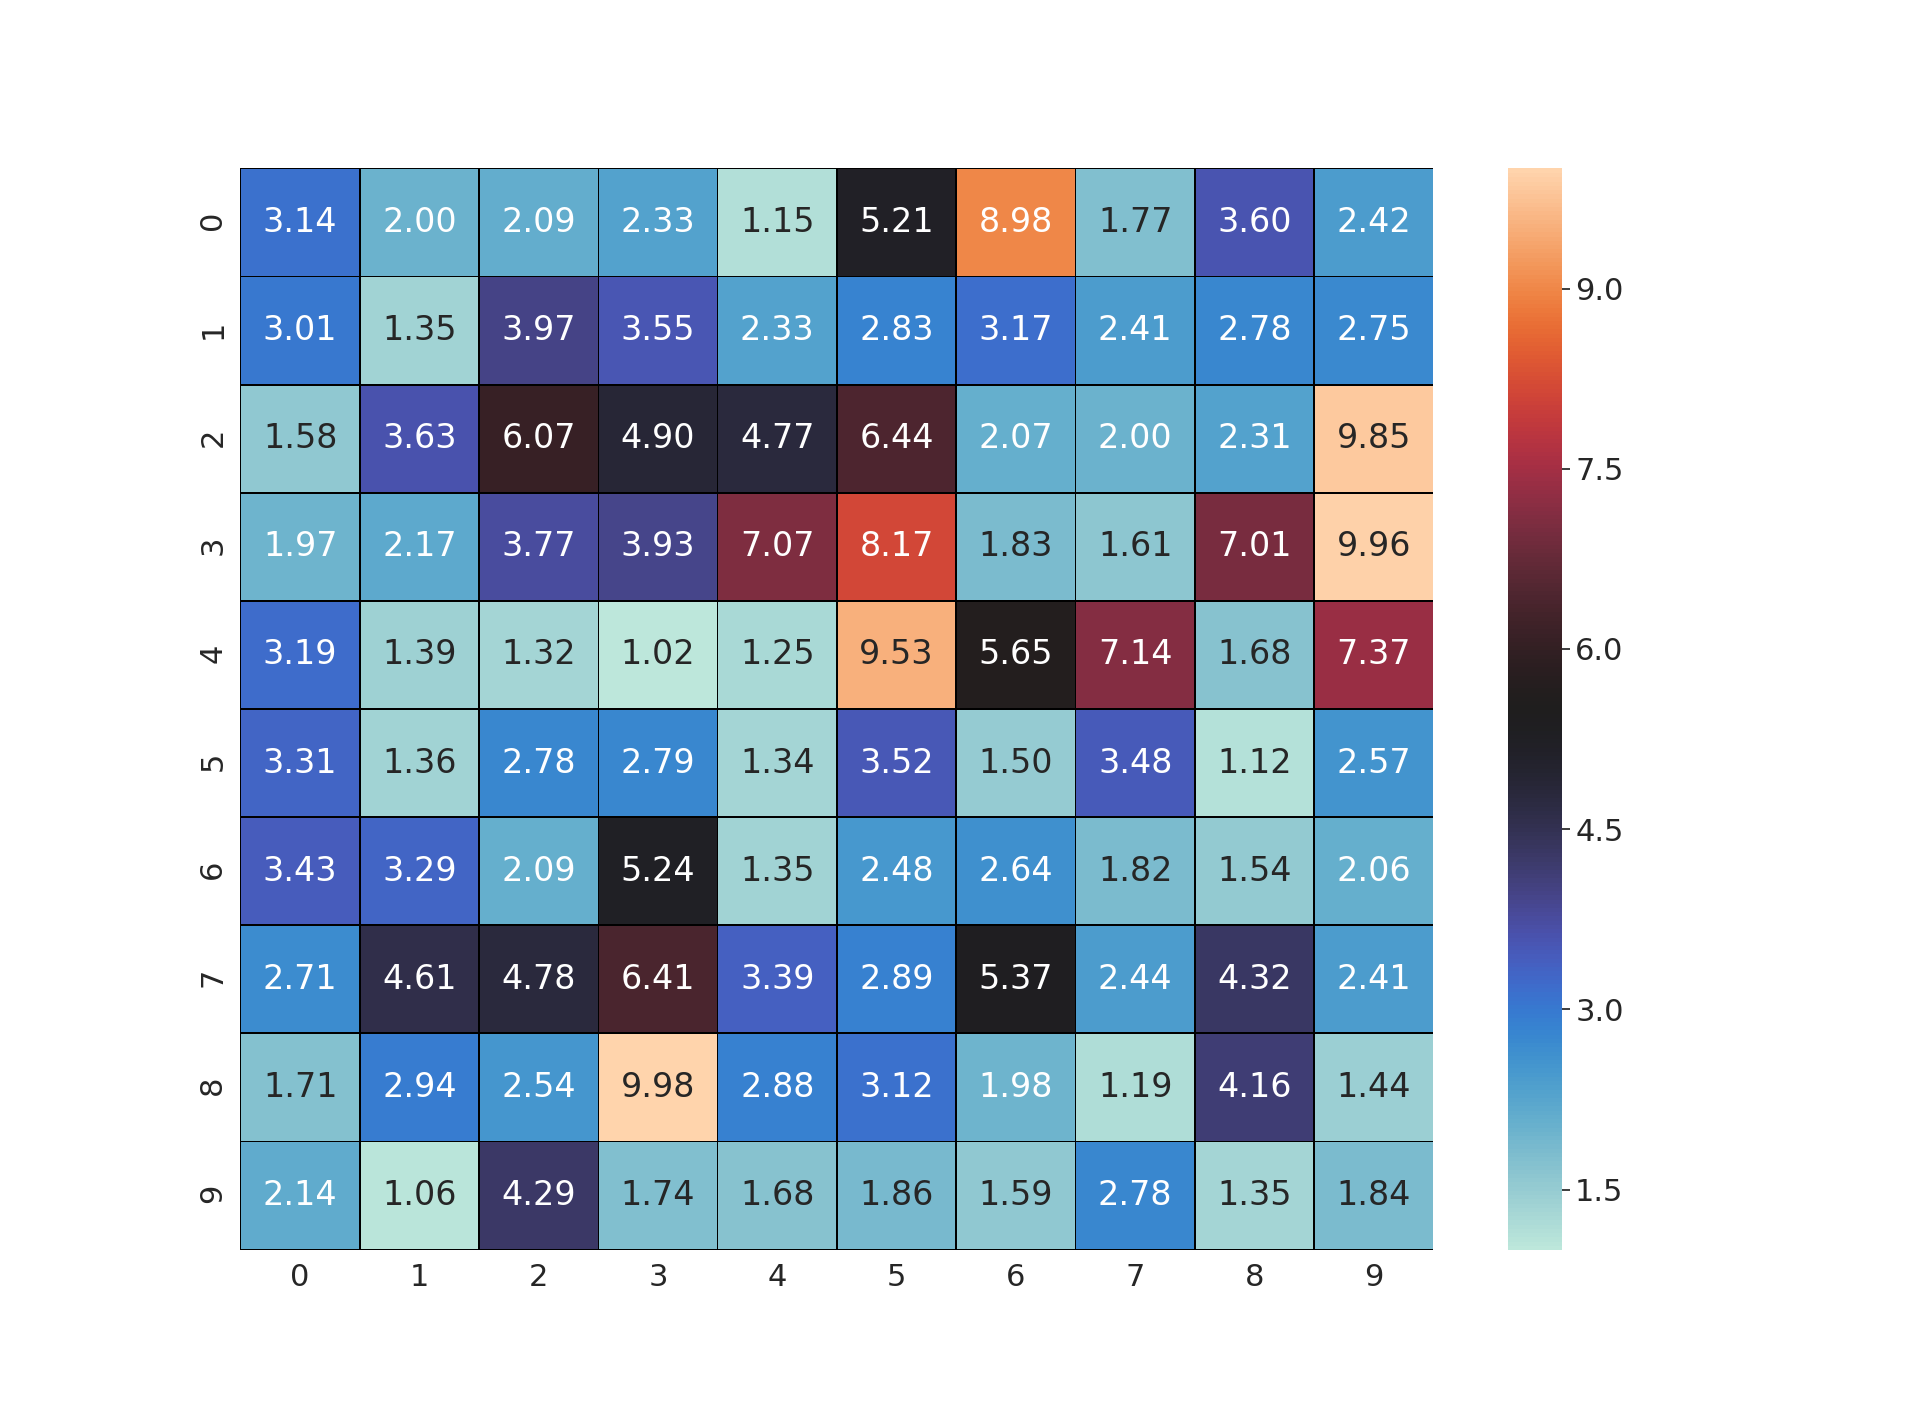 0 3.14 2.00 2.09 2.33 1.15 5.21 8.98 1.77 3.60 2.42
1 3.01 1.35 3.97 3.55 2.33 2.83 3.17 2.41 2.78 2.75
2 1.58 3.63 6.07 4.90 4.77 6.44 2.07 2.00 2.31 9.85
3 1.97 2.17 3.77 3.93 7.07 8.17 1.83 1.61 7.01 9.96
4 3.19 1.39 1.32 1.02 1.25 9.53 5.65 7.14 1.68 7.37
5 3.31 1.36 2.78 2.79 1.34 3.52 1.50 3.48 1.12 2.57
6 3.43 3.29 2.09 5.24 1.35 2.48 2.64 1.82 1.54 2.06
7 2.71 4.61 4.78 6.41 3.39 2.89 5.37 2.44 4.32 2.41
8 1.71 2.94 2.54 9.98 2.88 3.12 1.98 1.19 4.16 1.44
9 2.14 1.06 4.29 1.74 1.68 1.86 1.59 2.78 1.35 1.84
0 1 2 3 4 5 6 7 8 9
9.0
7.5
6.0
4.5
3.0
1.5